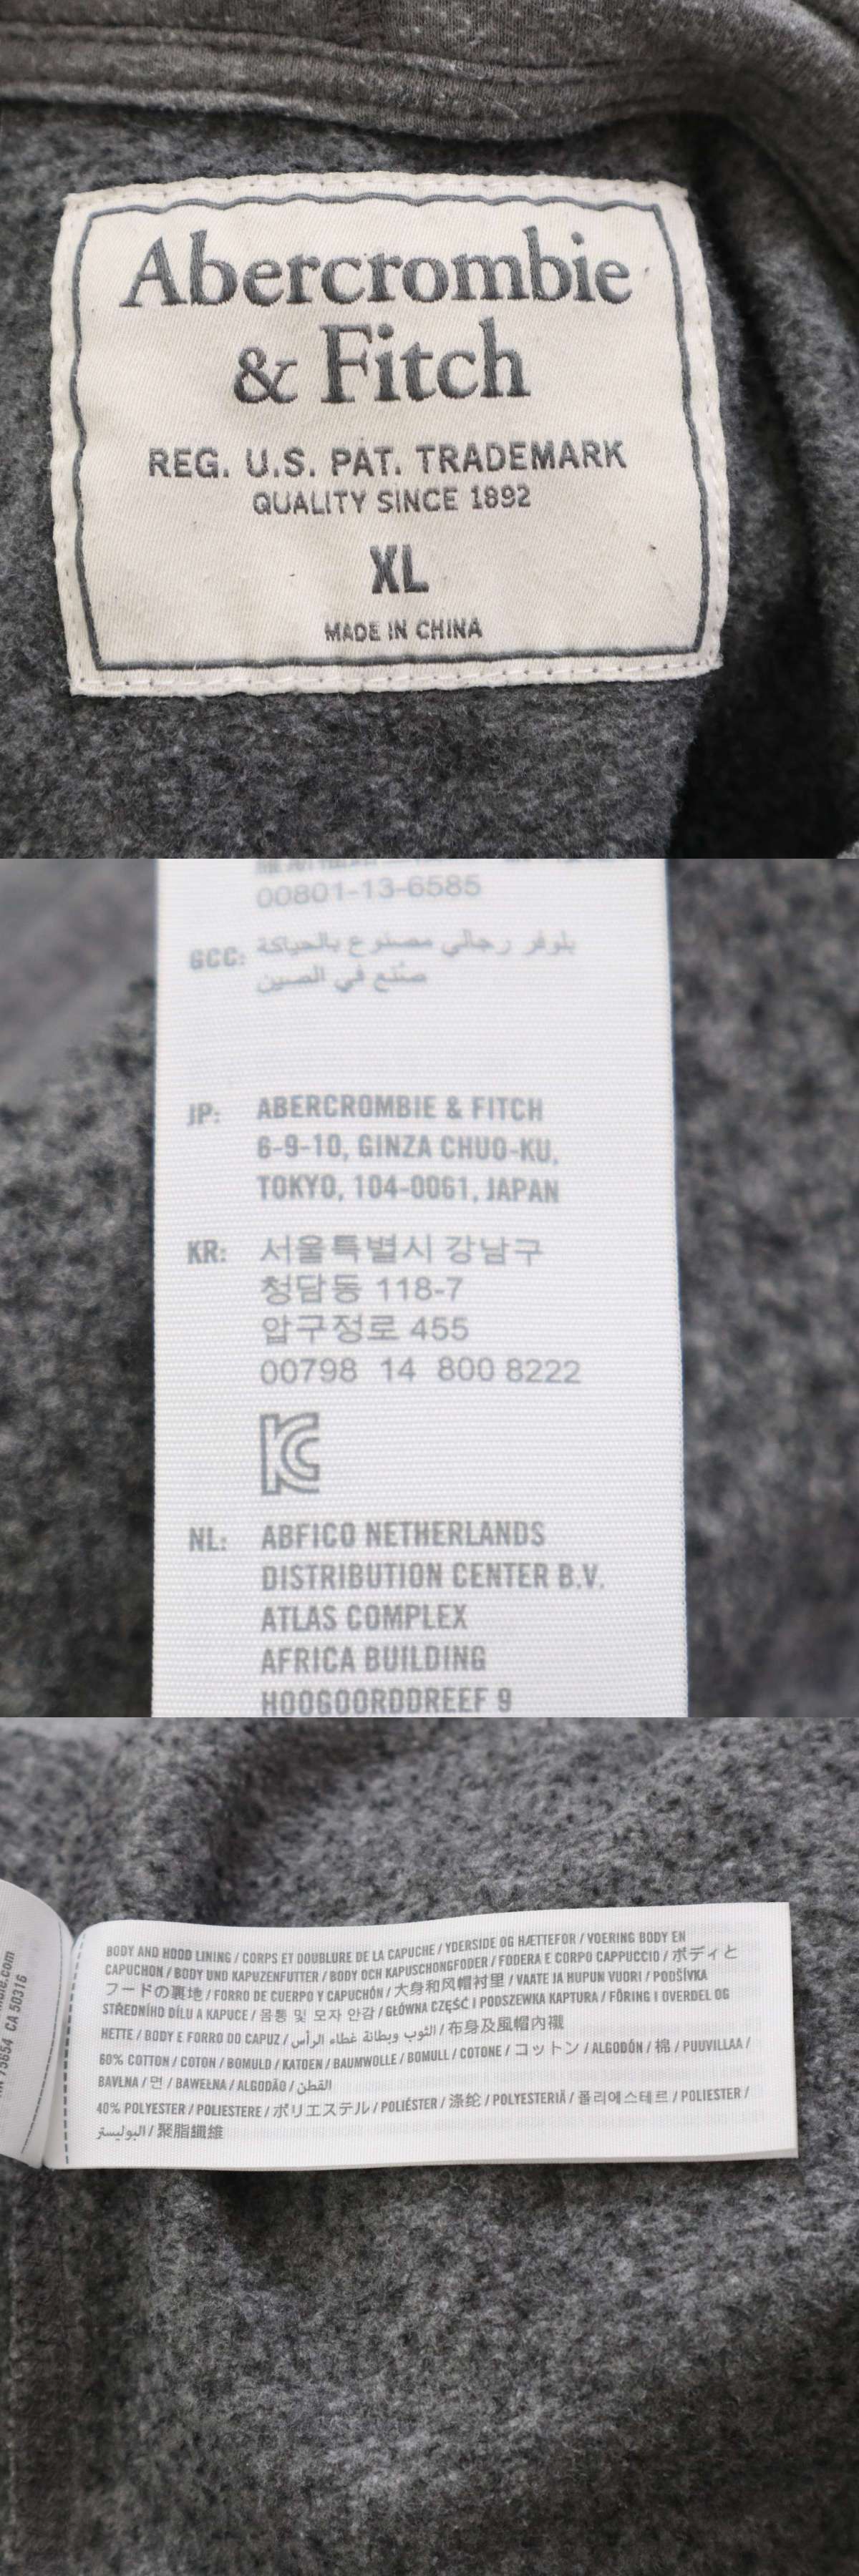 Abercrombie
& Fitch
REG. U.S. PAT. TRADEMARK
QUALITY SINCE 1892
XL
MADE IN CHINA
00801-13-6585
GCC: بلوفر رجالي مصنوع بالحياكة
صنع في الصين
JP: ABERCROMBIE & FITCH
6-9-10, GINZA CHUO-KU,
TOKYO, 104-0061, JAPAN
KR: 서울특별시 강남구
청담동 118-7
압구정로 455
00798 14 800 8222
NL: ABFICO NETHERLANDS
DISTRIBUTION CENTER B.V.
ATLAS COMPLEX
AFRICA BUILDING
HOOGOORDDREEF 9
CA 50316
BODY AND HOOD LINING / CORPS ET DOUBLURE DE LA CAPUCHE / YDERSIDE OG HÆTTEFOR / VOERING BODY EN
CAPUCHON / BODY UND KAPUZENFUTTER / BODY OCH KAPUSCHONGFODER / FODERA E CORPO CAPPUCCIO / ボディと
フードの裏地 / FORRO DE CUERPO Y CAPUCHÓN / 大身和风帽衬里 / VAATE JA HUPUN VUORI / PODŠÍVKA
STŘEDNÍHO DÍLU A KAPUCE / 몸통 및 모자 안감 / GŁÓWNA CZĘŚĆ I PODSZEWKA KAPTURA / FÔRING I OVERDEL OG
HETTE / BODY E FORRO DO CAPUZ / الثوب وبطانة غطاء الرأس / 布身及風帽內襯
60% COTTON / COTON / BOMULD / KATOEN / BAUMWOLLE / BOMULL / COTONE / コットン / ALGODÓN / 棉 / PUUVILLAA /
BAVLNA / 면 / BAWEŁNA / ALGODÃO / القطن
40% POLYESTER / POLIESTERE / ポリエステル / POLIÉSTER / 涤纶 / POLYESTERIÄ / 폴리에스테르 / POLIESTER /
البوليستر / 聚脂纖維